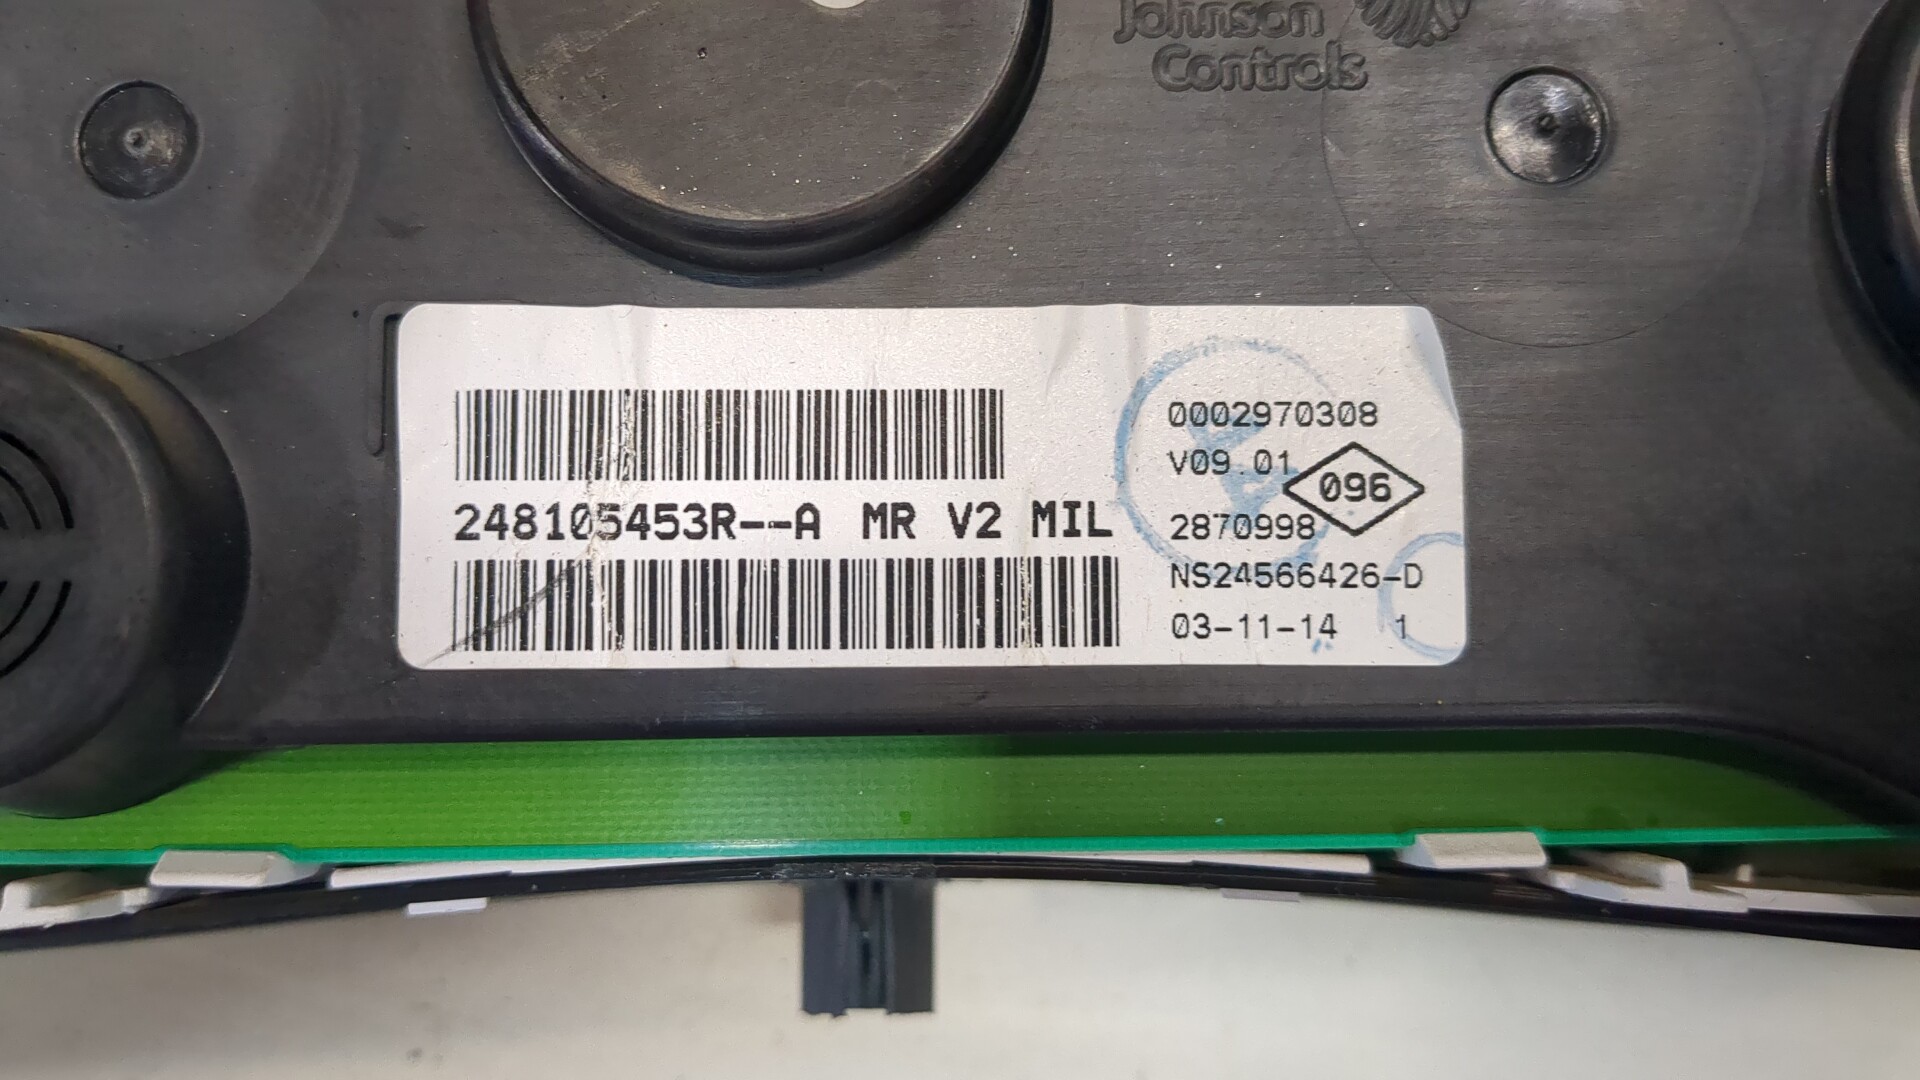 Johnson
Controls
248105453R--A MR V2 MIL
0002970308
V09.01
096
2870998
NS24566426-D
03-11-14 1